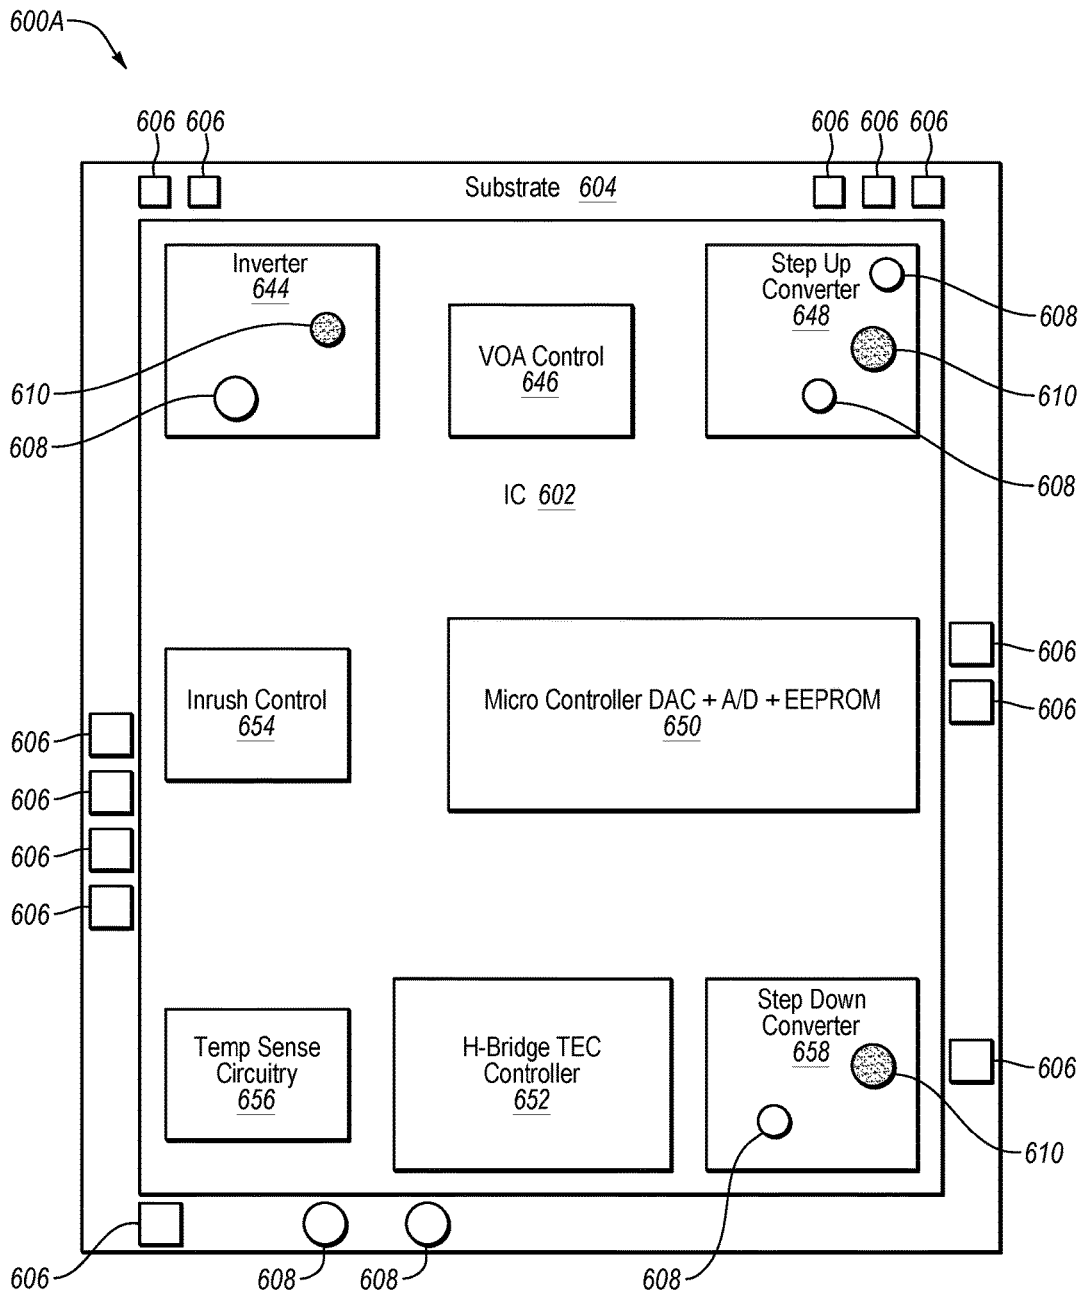 600A
606 606 606 606 606
Substrate 604
Inverter
644
Step Up
Converter
648
608
VOA Control
646
610
610
608
608
IC 602
Inrush Control
654
Micro Controller DAC + A/D + EEPROM
650
606
606
606
606
606
606
Temp Sense
Circuitry
656
H-Bridge TEC
Controller
652
Step Down
Converter
658
606
610
606
608
608
608